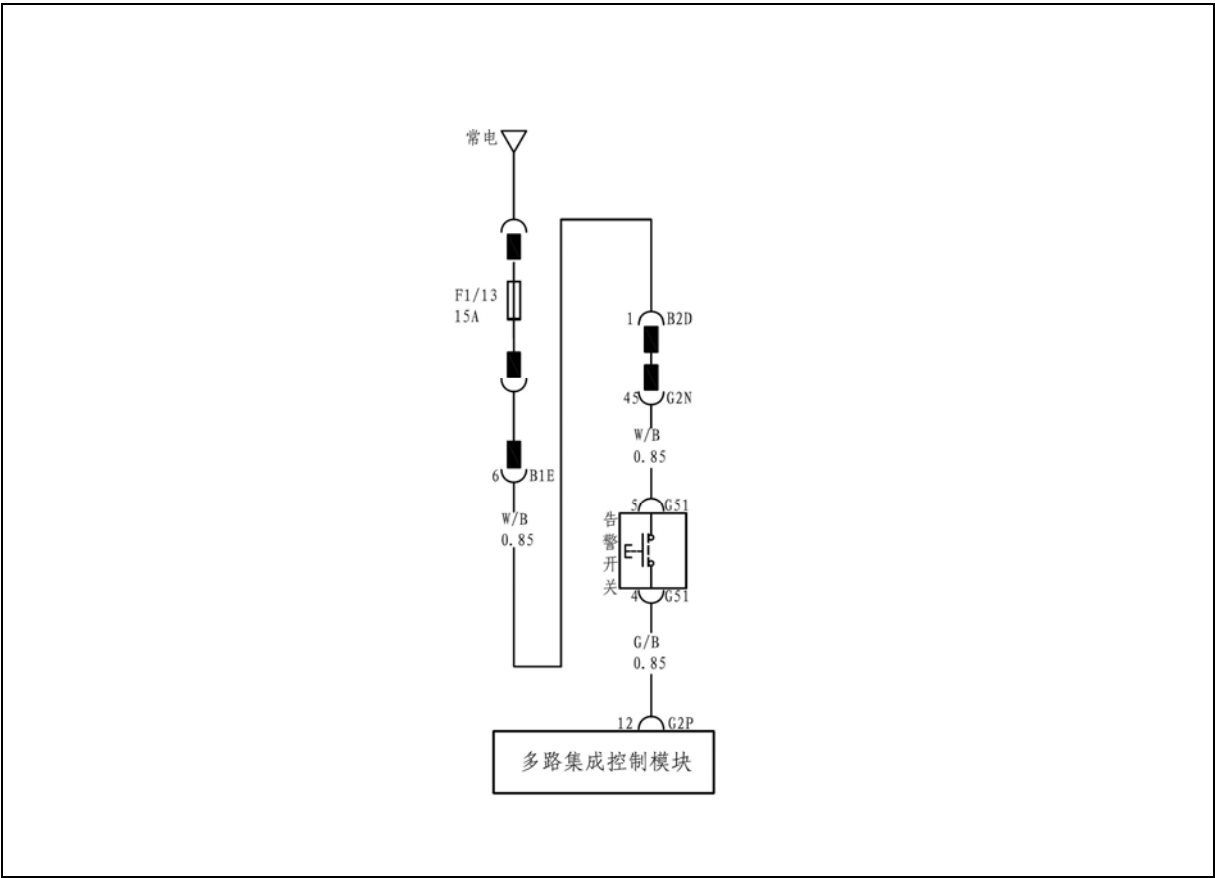 常电
F1/13
15A
6 B1E
W/B
0.85
1 B2D
45 G2N
W/B
0.85
5 G51
告警开关
4 G51
G/B
0.85
12 G2P
多路集成控制模块